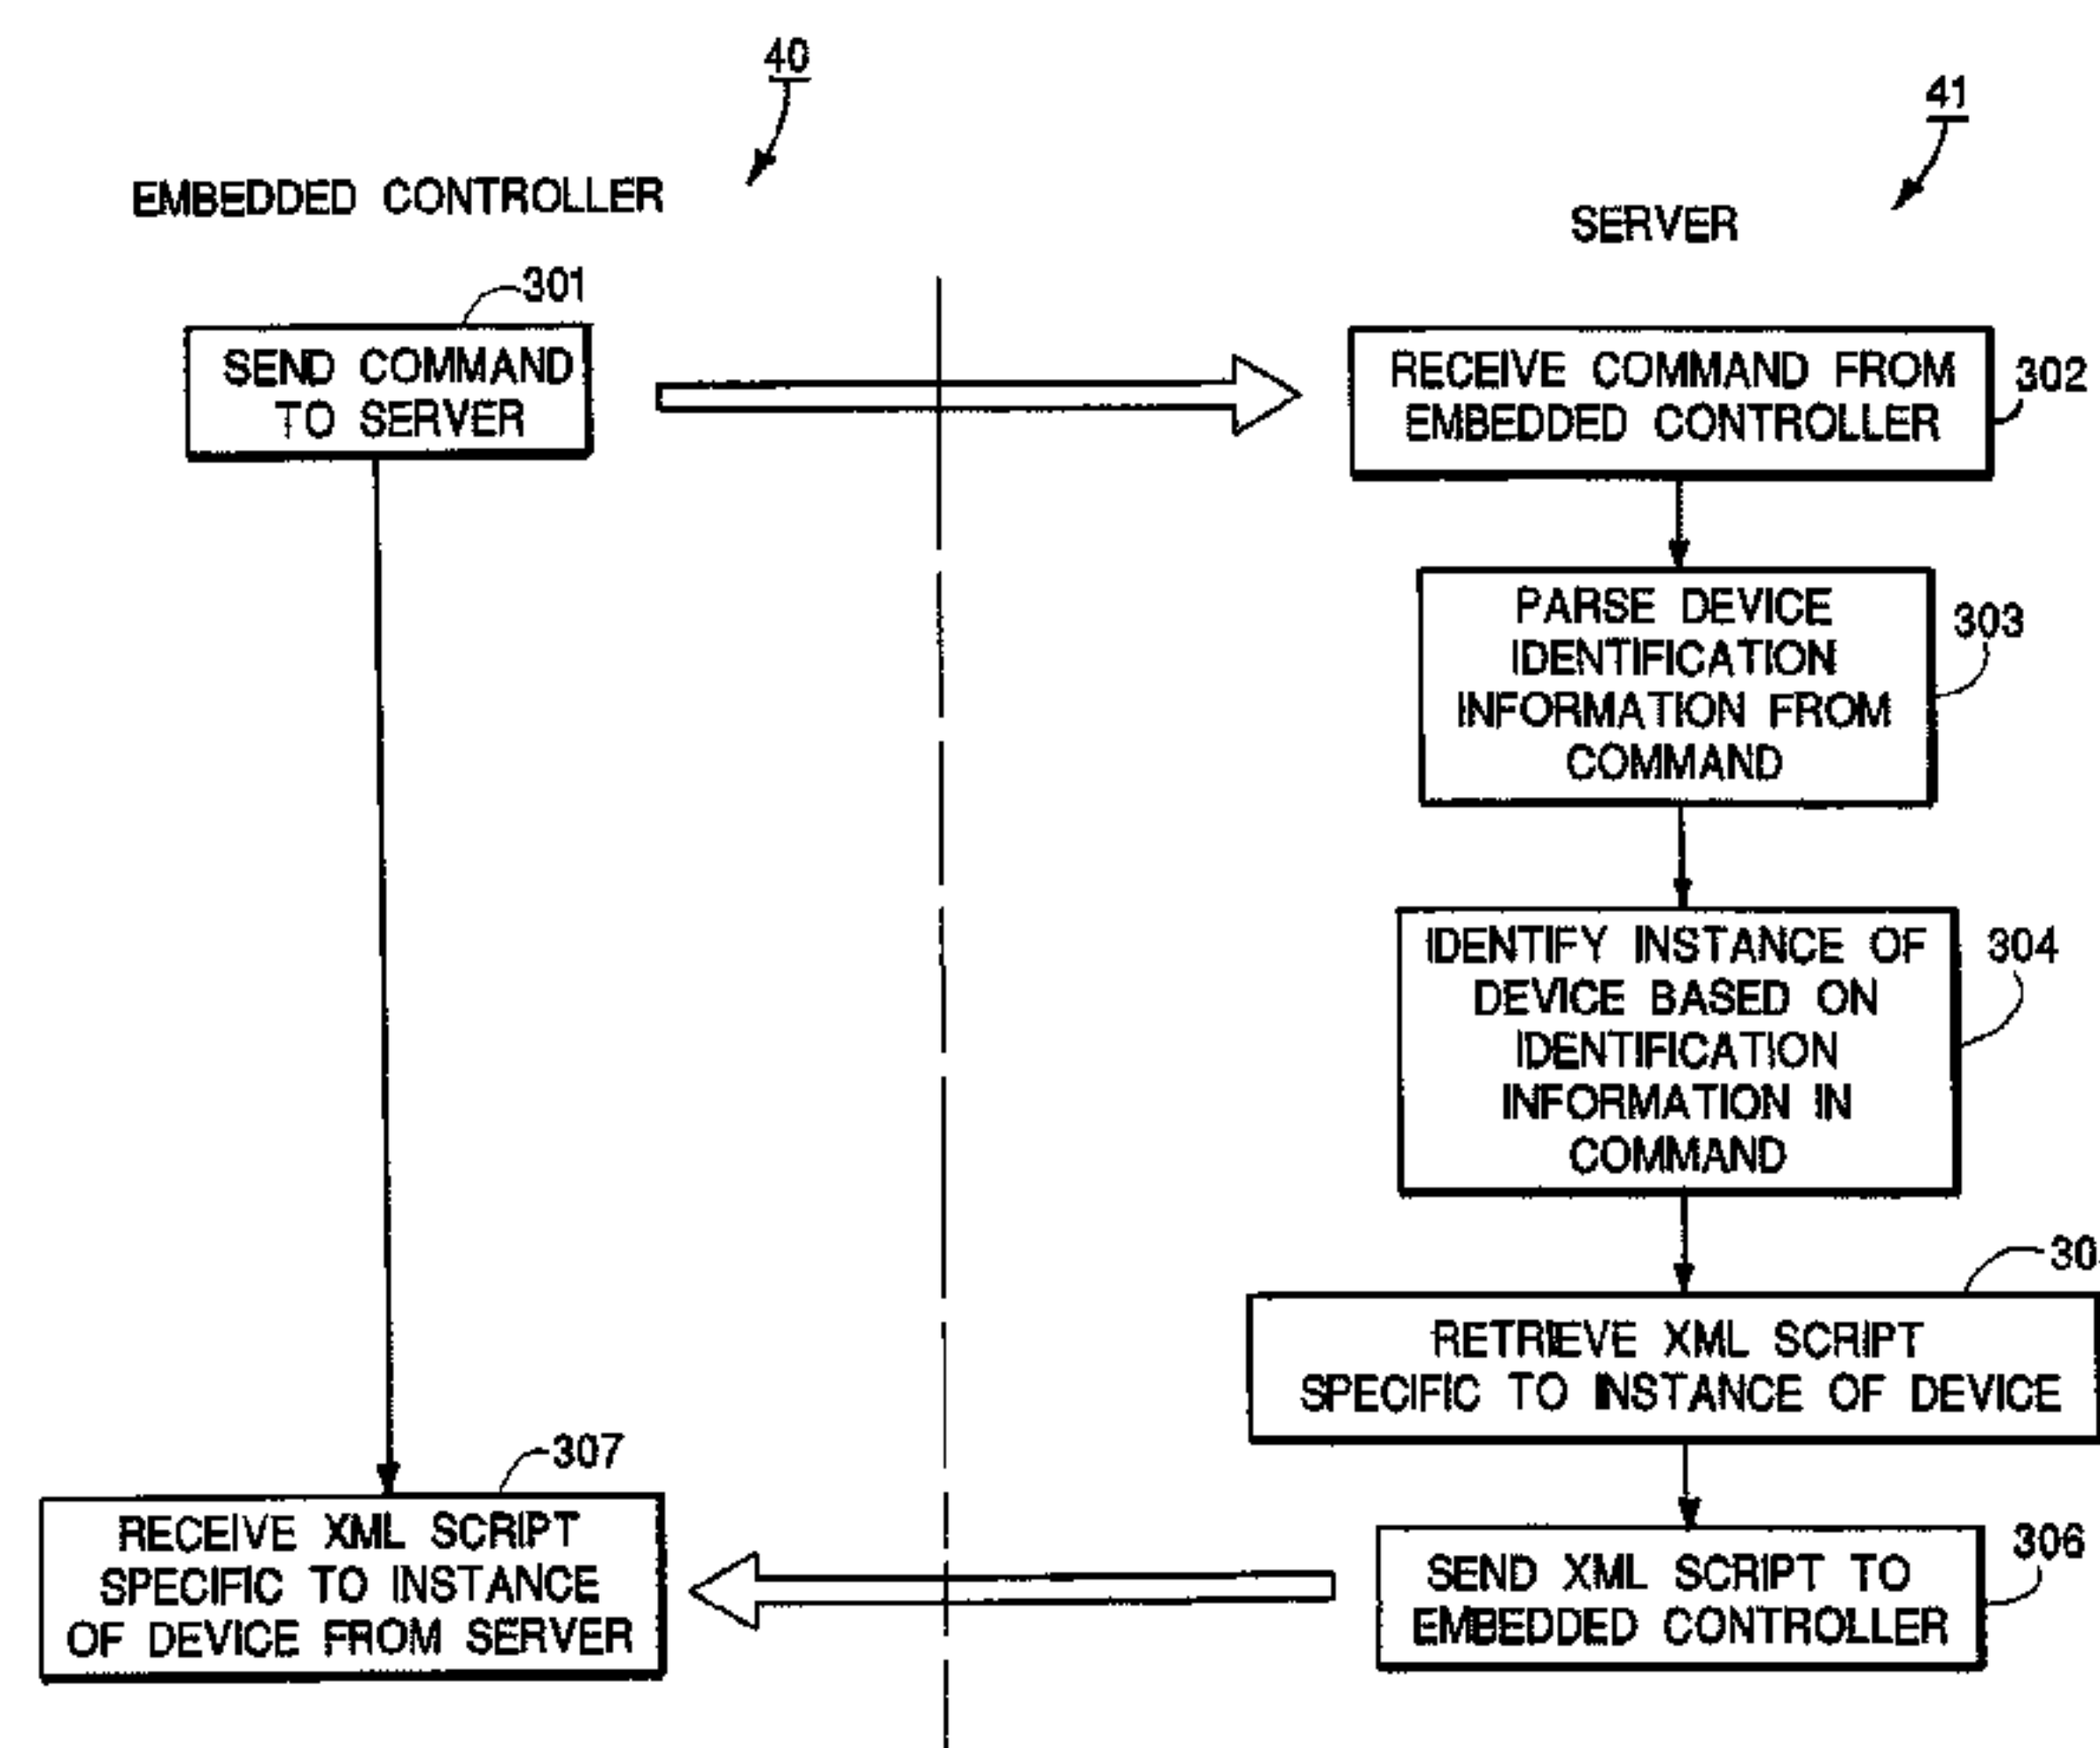 40
41
EMBEDDED CONTROLLER
SERVER
301
SEND COMMAND
TO SERVER
RECEIVE COMMAND FROM
EMBEDDED CONTROLLER
302
PARSE DEVICE
IDENTIFICATION
INFORMATION FROM
COMMAND
303
IDENTIFY INSTANCE OF
DEVICE BASED ON
IDENTIFICATION
INFORMATION IN
COMMAND
304
RETRIEVE XML SCRIPT
SPECIFIC TO INSTANCE OF DEVICE
307
RECEIVE XML SCRIPT
SPECIFIC TO INSTANCE
OF DEVICE FROM SERVER
SEND XML SCRIPT TO
EMBEDDED CONTROLLER
306